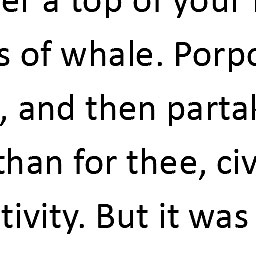 er a top of your
s of whale. Porpo
, and then partak
than for thee, civ
tivity. But it was